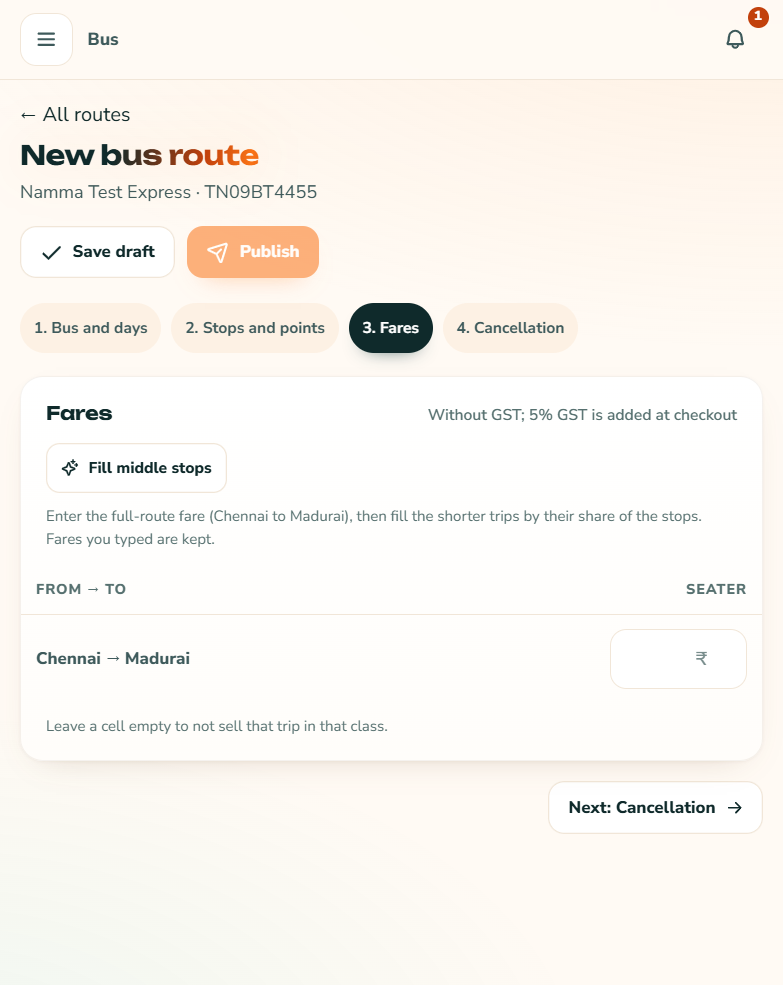 Bus
1
← All routes
New bus route
Namma Test Express · TN09BT4455
Save draft
Publish
1. Bus and days
2. Stops and points
3. Fares
4. Cancellation
Fares
Without GST; 5% GST is added at checkout
Fill middle stops
Enter the full-route fare (Chennai to Madurai), then fill the shorter trips by their share of the stops.
Fares you typed are kept.
FROM → TO
SEATER
Chennai → Madurai
₹
Leave a cell empty to not sell that trip in that class.
Next: Cancellation →